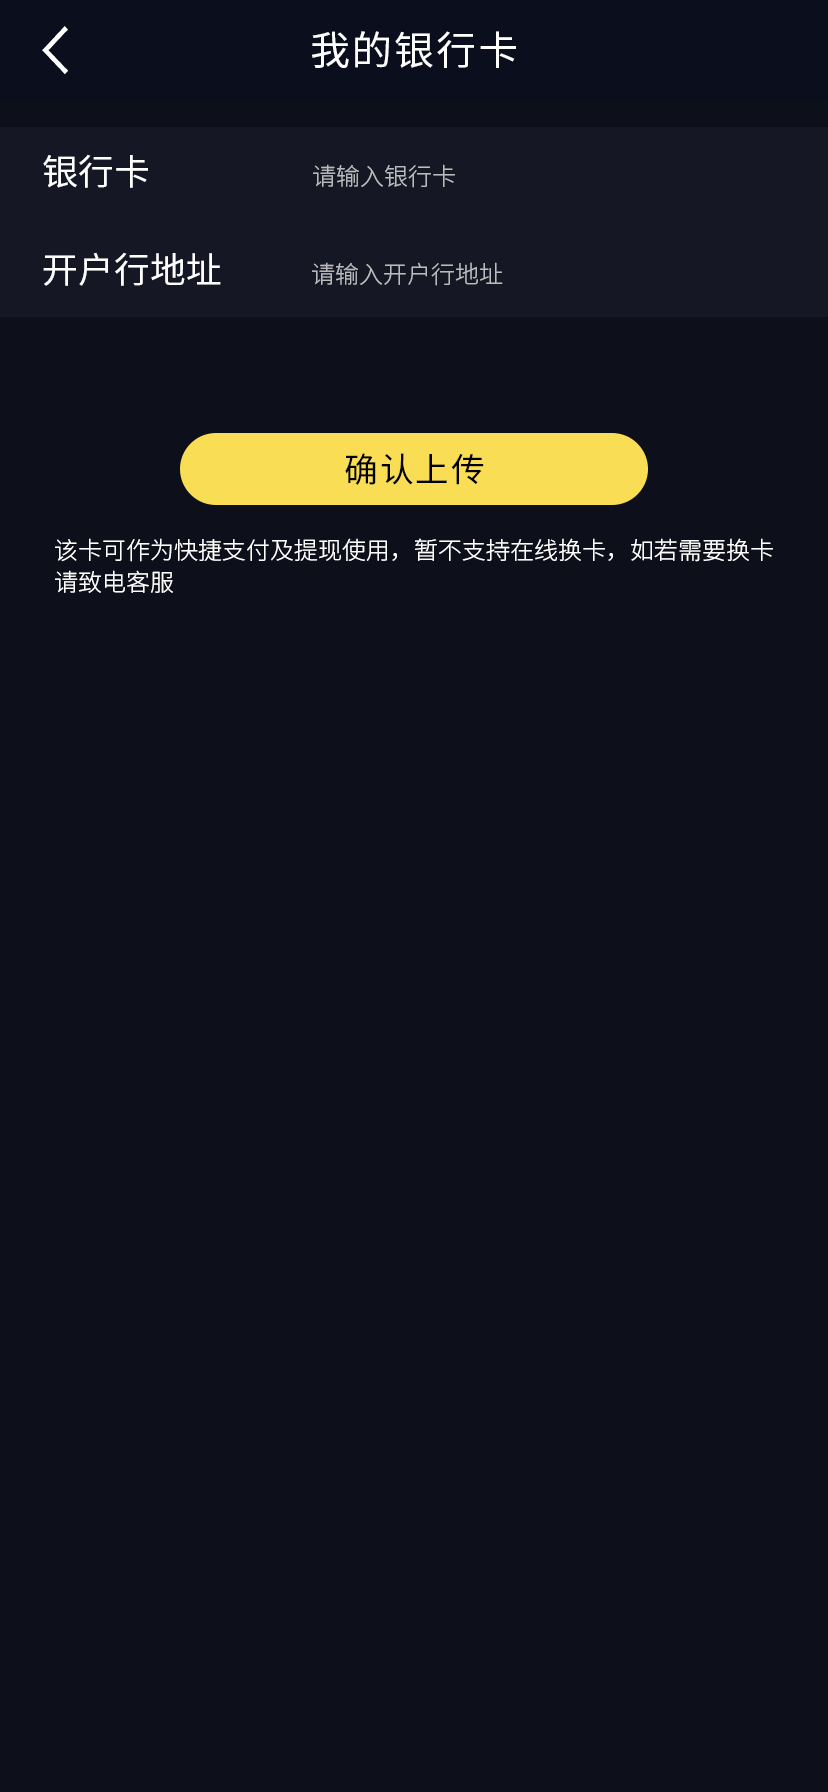 我的银行卡
银行卡
请输入银行卡
开户行地址
请输入开户行地址
确认上传
该卡可作为快捷支付及提现使用，暂不支持在线换卡，如若需要换卡
请致电客服